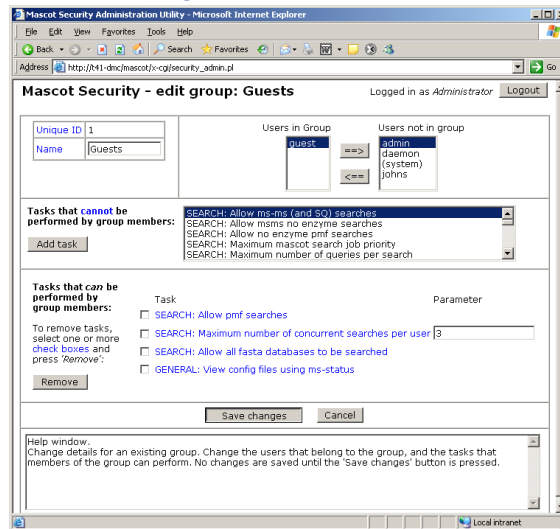 Mascot Security Administration Utility - Microsoft Internet Explorer
File Edit View Favorites Tools Help
Back Search Favorites
Address http://t41-dmc/mascot/x-cgi/security_admin.pl Go
Mascot Security - edit group: Guests
Logged in as Administrator Logout
Unique ID 1
Name Guests
Users in Group
guest
==>
<==
Users not in group
admin
daemon
(system)
johns
Tasks that cannot be
performed by group
members:
Add task
SEARCH: Allow ms-ms (and SQ) searches
SEARCH: Allow msms no enzyme searches
SEARCH: Allow no enzyme pmf searches
SEARCH: Maximum mascot search job priority
SEARCH: Maximum number of queries per search
Tasks that can be
performed by
group members:
To remove tasks,
select one or more
check boxes and
press 'Remove':
Remove
Task Parameter
SEARCH: Allow pmf searches
SEARCH: Maximum number of concurrent searches per user 3
SEARCH: Allow all fasta databases to be searched
GENERAL: View config files using ms-status
Save changes Cancel
Help window.
Change details for an existing group. Change the users that belong to the group, and the tasks that
members of the group can perform. No changes are saved until the 'Save changes' button is pressed.
Local intranet